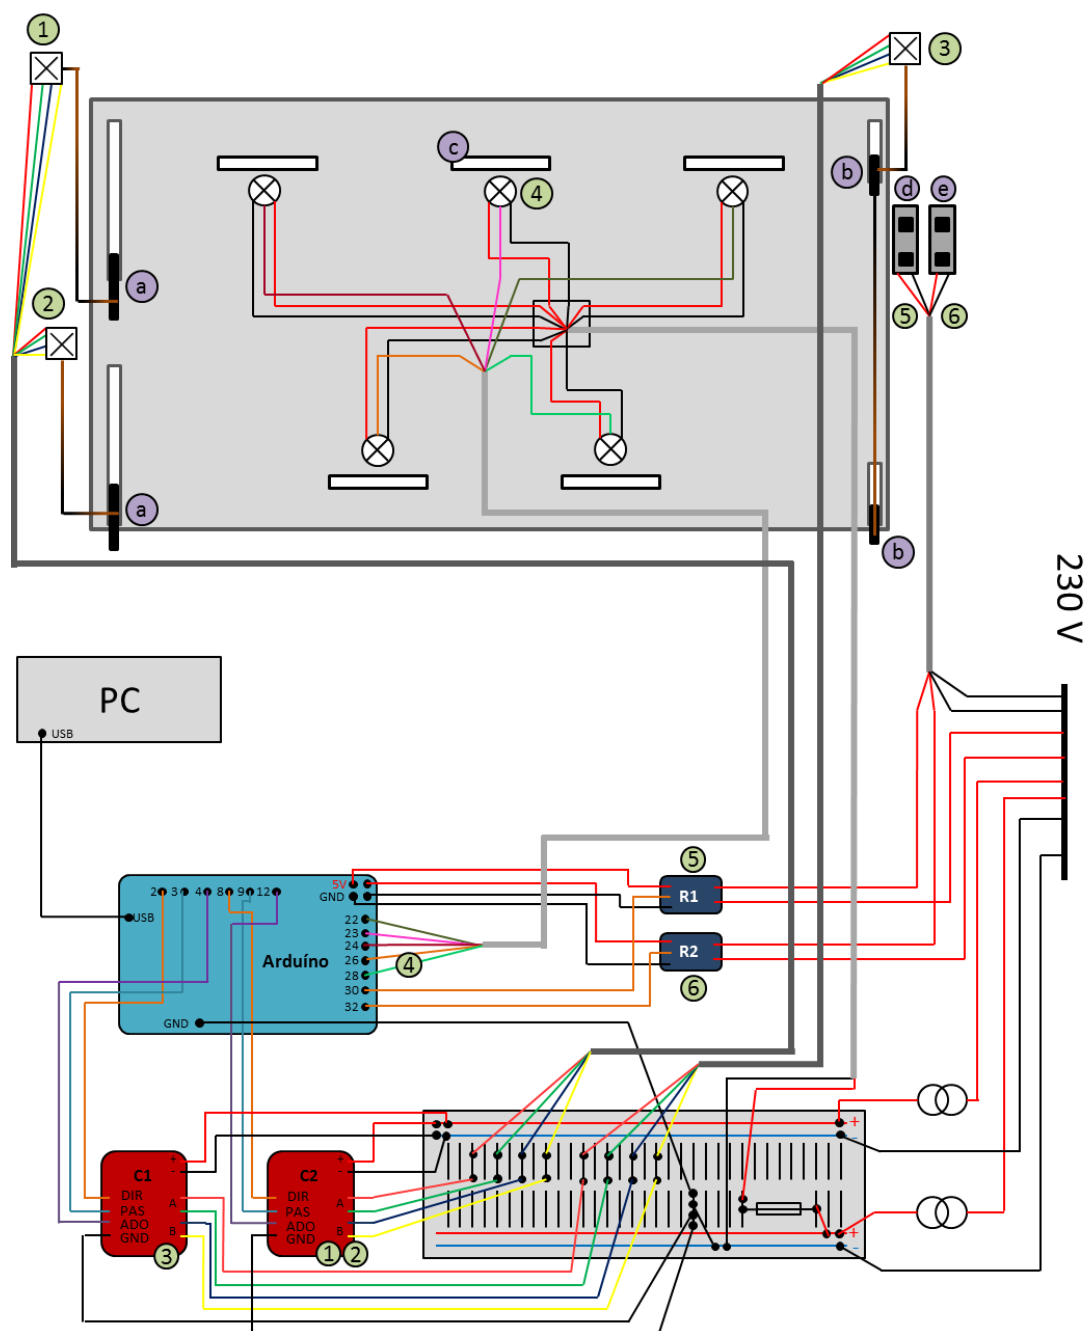 1
3
c
b
d
e
4
a
2
5
6
a
b
230 V
PC
USB
5
2 3 4 8 9 12
5V
GND
R1
USB
22
23
24
26
28
30
32
Arduíno
4
R2
6
GND
+
-
C1
+
-
DIR
PAS
ADO
GND
A
B
3
C2
+
-
DIR
PAS
ADO
GND
A
B
1 2
+
-